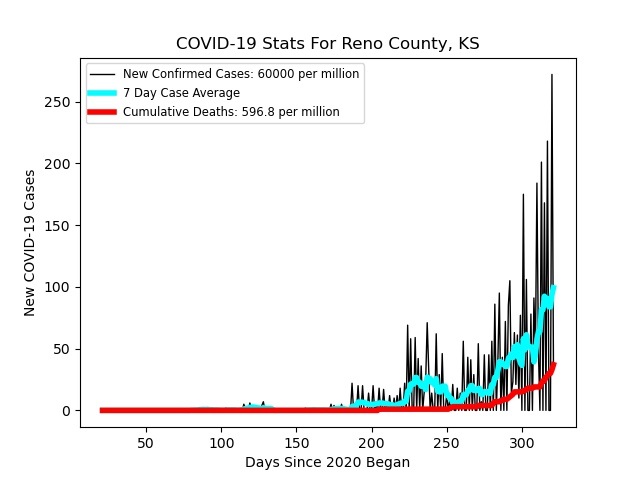 COVID-19 Stats For Reno County, KS
New Confirmed Cases: 60000 per million
7 Day Case Average
Cumulative Deaths: 596.8 per million
New COVID-19 Cases
250
200
150
100
50
0
50 100 150 200 250 300
Days Since 2020 Began